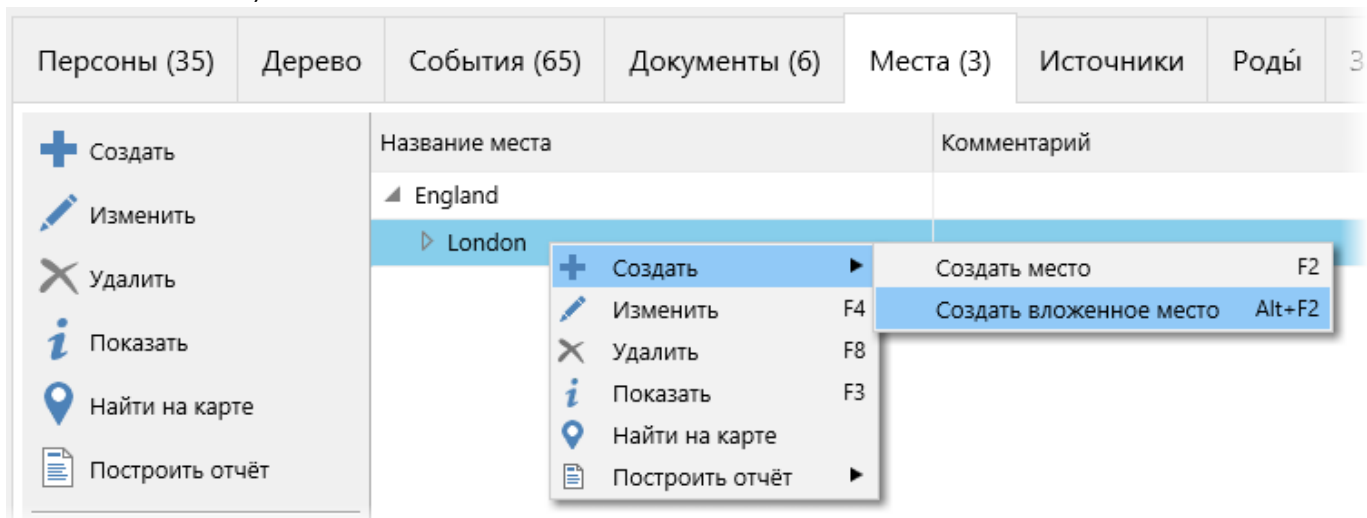 Персоны (35) Дерево События (65) Документы (6) Места (3) Источники Роды́ З
Создать
Изменить
Удалить
Показать
Найти на карте
Построить отчёт
Название места Комментарий
England
London
Создать
Изменить F4
Удалить F8
Показать F3
Найти на карте
Построить отчёт
Создать место F2
Создать вложенное место Alt+F2